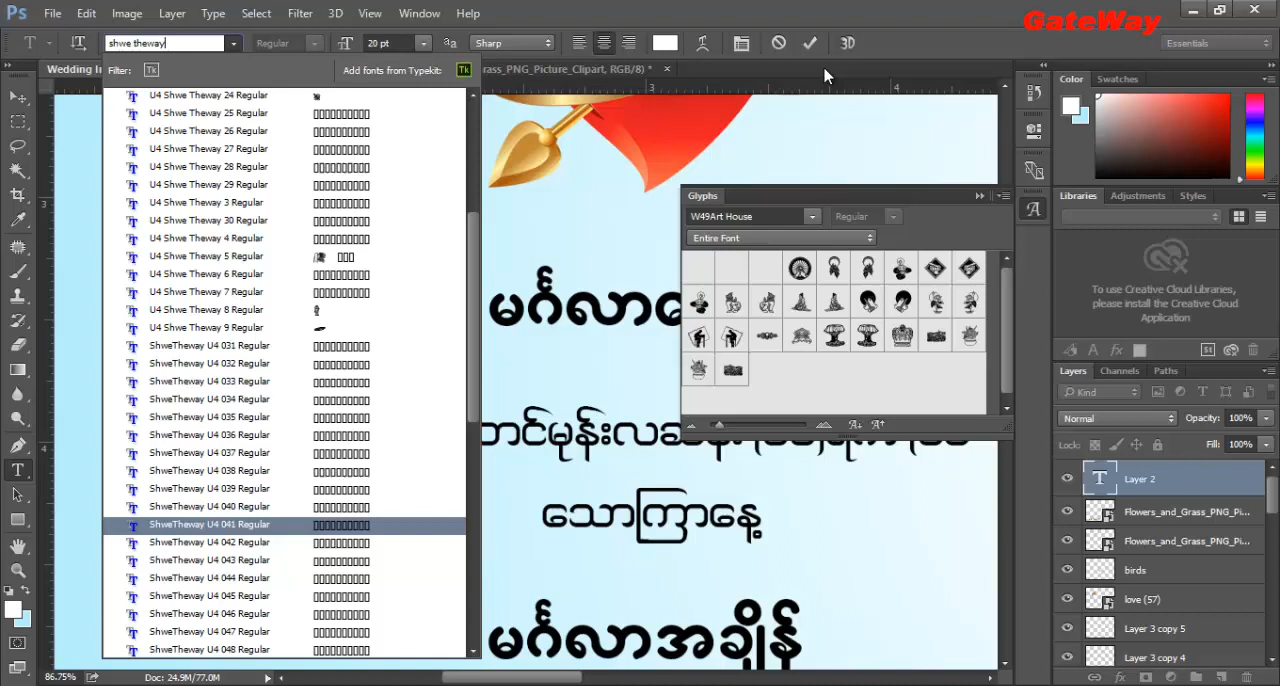 Ps File Edit Image Layer Type Select Filter 3D View Window Help
GateWay
T shwe theway Regular 20 pt aa Sharp 3D Essentials
Wedding In
rass_PNG_Picture_Clipart, RGB/8) * ×
Filter: Tk Add fonts from Typekit: Tk
U4 Shwe Theway 24 Regular
U4 Shwe Theway 25 Regular
U4 Shwe Theway 26 Regular
U4 Shwe Theway 27 Regular
U4 Shwe Theway 28 Regular
U4 Shwe Theway 29 Regular
U4 Shwe Theway 3 Regular
U4 Shwe Theway 30 Regular
U4 Shwe Theway 4 Regular
U4 Shwe Theway 5 Regular
U4 Shwe Theway 6 Regular
U4 Shwe Theway 7 Regular
U4 Shwe Theway 8 Regular
U4 Shwe Theway 9 Regular
ShweTheway U4 031 Regular
ShweTheway U4 032 Regular
ShweTheway U4 033 Regular
ShweTheway U4 034 Regular
ShweTheway U4 035 Regular
ShweTheway U4 036 Regular
ShweTheway U4 037 Regular
ShweTheway U4 038 Regular
ShweTheway U4 039 Regular
ShweTheway U4 040 Regular
ShweTheway U4 041 Regular
ShweTheway U4 042 Regular
ShweTheway U4 043 Regular
ShweTheway U4 044 Regular
ShweTheway U4 045 Regular
ShweTheway U4 046 Regular
ShweTheway U4 047 Regular
ShweTheway U4 048 Regular
3 4
3
4
Glyphs
W49Art House Regular
Entire Font
မင်္ဂလာ
သောကြာနေ့
မင်္ဂလာအချိန်
Color Swatches
Libraries Adjustments Styles
To use Creative Cloud Libraries,
please install the Creative Cloud
Application
Layers Channels Paths
Kind
Normal Opacity: 100%
Lock: Fill: 100%
Layer 2
Flowers_and_Grass_PNG_Pi...
Flowers_and_Grass_PNG_Pi...
birds
love (57)
Layer 3 copy 5
Layer 3 copy 4
86.75% Doc: 24.9M/77.0M